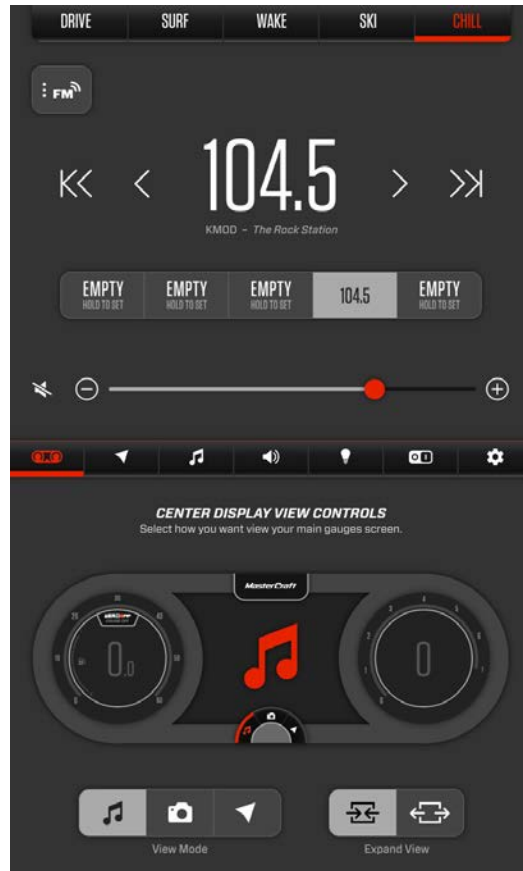 DRIVE SURF WAKE SKI CHILL
FM
104.5
KMOD – The Rock Station
EMPTY EMPTY EMPTY 104.5 EMPTY
HOLD TO SET HOLD TO SET HOLD TO SET HOLD TO SET
CENTER DISPLAY VIEW CONTROLS
Select how you want view your main gauges screen.
MasterCraft
0.0 0
View Mode Expand View